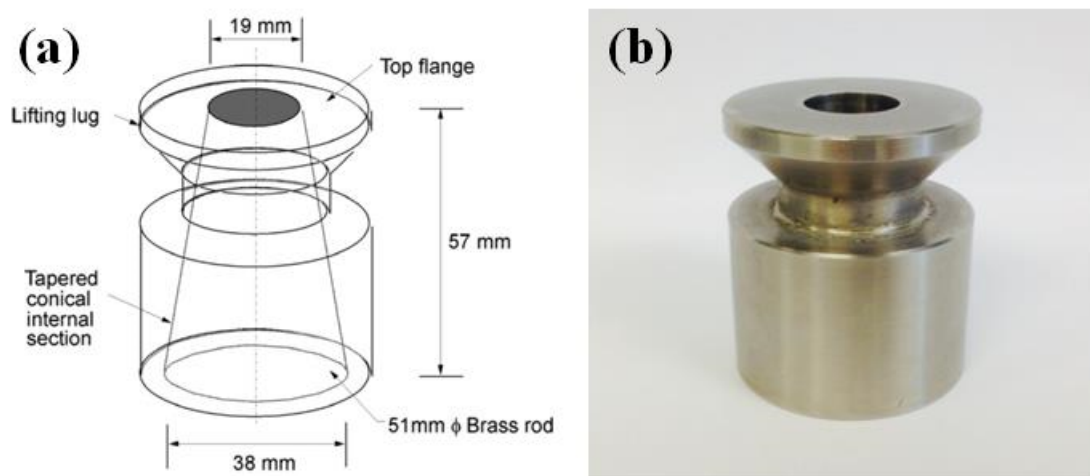 (a)
19 mm
Top flange
Lifting lug
57 mm
Tapered
conical
internal
section
51mm ϕ Brass rod
38 mm
(b)